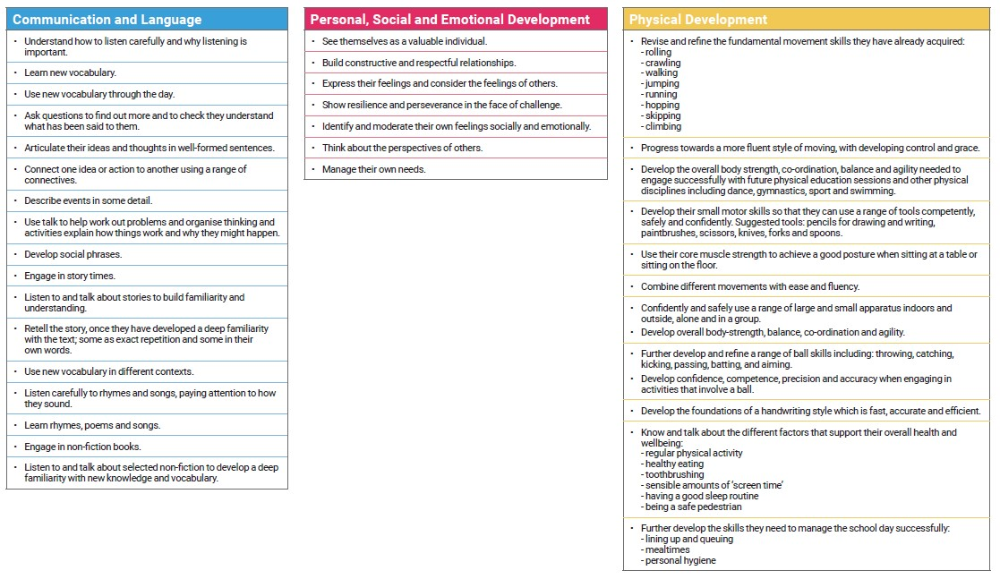 Communication and Language
• Understand how to listen carefully and why listening is
important.
• Learn new vocabulary.
• Use new vocabulary through the day.
• Ask questions to find out more and to check they understand
what has been said to them.
• Articulate their ideas and thoughts in well-formed sentences.
• Connect one idea or action to another using a range of
connectives.
• Describe events in some detail.
• Use talk to help work out problems and organise thinking and
activities explain how things work and why they might happen.
• Develop social phrases.
• Engage in story times.
• Listen to and talk about stories to build familiarity and
understanding.
• Retell the story, once they have developed a deep familiarity
with the text; some as exact repetition and some in their
own words.
• Use new vocabulary in different contexts.
• Listen carefully to rhymes and songs, paying attention to how
they sound.
• Learn rhymes, poems and songs.
• Engage in non-fiction books.
• Listen to and talk about selected non-fiction to develop a deep
familiarity with new knowledge and vocabulary.
Personal, Social and Emotional Development
• See themselves as a valuable individual.
• Build constructive and respectful relationships.
• Express their feelings and consider the feelings of others.
• Show resilience and perseverance in the face of challenge.
• Identify and moderate their own feelings socially and emotionally.
• Think about the perspectives of others.
• Manage their own needs.
Physical Development
• Revise and refine the fundamental movement skills they have already acquired:
- rolling
- crawling
- walking
- jumping
- running
- hopping
- skipping
- climbing
• Progress towards a more fluent style of moving, with developing control and grace.
• Develop the overall body strength, co-ordination, balance and agility needed to
engage successfully with future physical education sessions and other physical
disciplines including dance, gymnastics, sport and swimming.
• Develop their small motor skills so that they can use a range of tools competently,
safely and confidently. Suggested tools: pencils for drawing and writing,
paintbrushes, scissors, knives, forks and spoons.
• Use their core muscle strength to achieve a good posture when sitting at a table or
sitting on the floor.
• Combine different movements with ease and fluency.
• Confidently and safely use a range of large and small apparatus indoors and
outside, alone and in a group.
• Develop overall body-strength, balance, co-ordination and agility.
• Further develop and refine a range of ball skills including: throwing, catching,
kicking, passing, batting, and aiming.
• Develop confidence, competence, precision and accuracy when engaging in
activities that involve a ball.
• Develop the foundations of a handwriting style which is fast, accurate and efficient.
• Know and talk about the different factors that support their overall health and
wellbeing:
- regular physical activity
- healthy eating
- toothbrushing
- sensible amounts of ‘screen time’
- having a good sleep routine
- being a safe pedestrian
• Further develop the skills they need to manage the school day successfully:
- lining up and queuing
- mealtimes
- personal hygiene